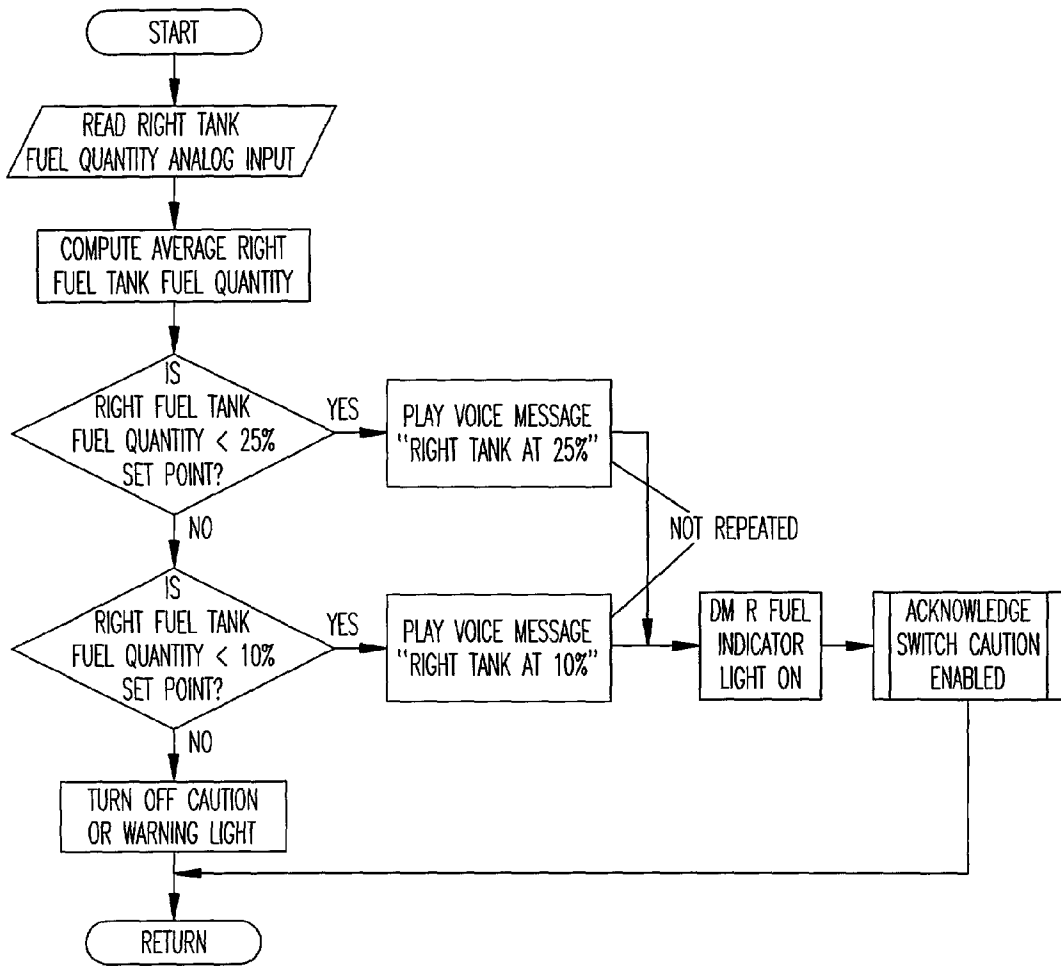 START
READ RIGHT TANK
FUEL QUANTITY ANALOG INPUT
COMPUTE AVERAGE RIGHT
FUEL TANK FUEL QUANTITY
IS
RIGHT FUEL TANK
FUEL QUANTITY < 25%
SET POINT?
YES
PLAY VOICE MESSAGE
"RIGHT TANK AT 25%"
NO
NOT REPEATED
IS
RIGHT FUEL TANK
FUEL QUANTITY < 10%
SET POINT?
YES
PLAY VOICE MESSAGE
"RIGHT TANK AT 10%"
DM R FUEL
INDICATOR
LIGHT ON
ACKNOWLEDGE
SWITCH CAUTION
ENABLED
NO
TURN OFF CAUTION
OR WARNING LIGHT
RETURN